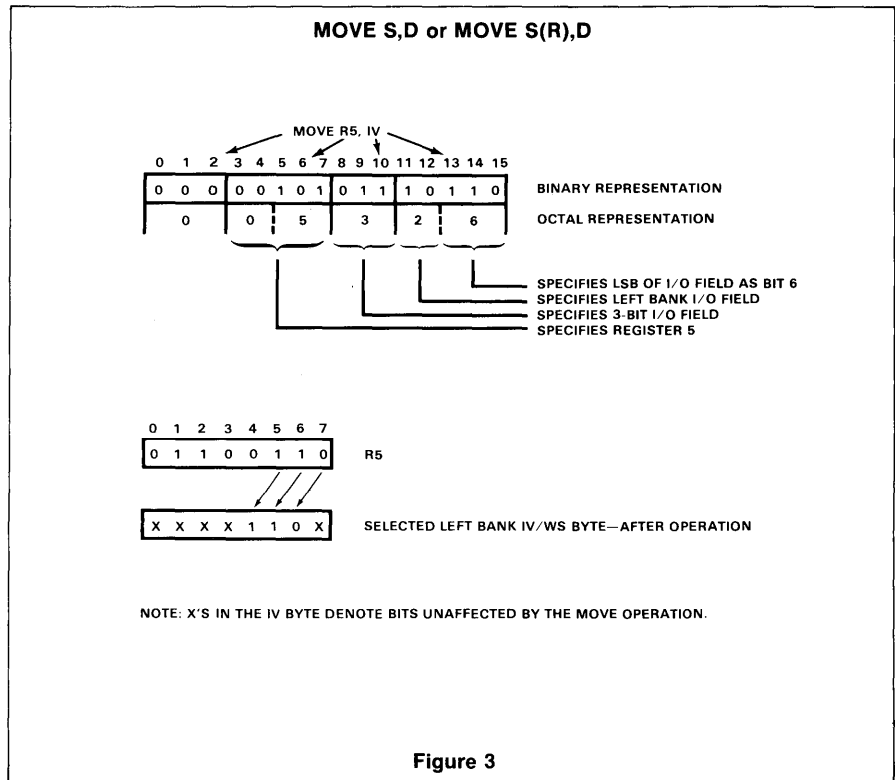 MOVE S,D or MOVE S(R),D
MOVE R5, IV
0 1 2 3 4 5 6 7 8 9 10 11 12 13 14 15
0 0 0 0 0 1 0 1 0 1 1 1 0 1 1 0 BINARY REPRESENTATION
0 0 5 3 2 6 OCTAL REPRESENTATION
SPECIFIES LSB OF I/O FIELD AS BIT 6
SPECIFIES LEFT BANK I/O FIELD
SPECIFIES 3-BIT I/O FIELD
SPECIFIES REGISTER 5
0 1 2 3 4 5 6 7
0 1 1 0 0 1 1 0 R5
X X X X 1 1 0 X SELECTED LEFT BANK IV/WS BYTE—AFTER OPERATION
NOTE: X'S IN THE IV BYTE DENOTE BITS UNAFFECTED BY THE MOVE OPERATION.
Figure 3